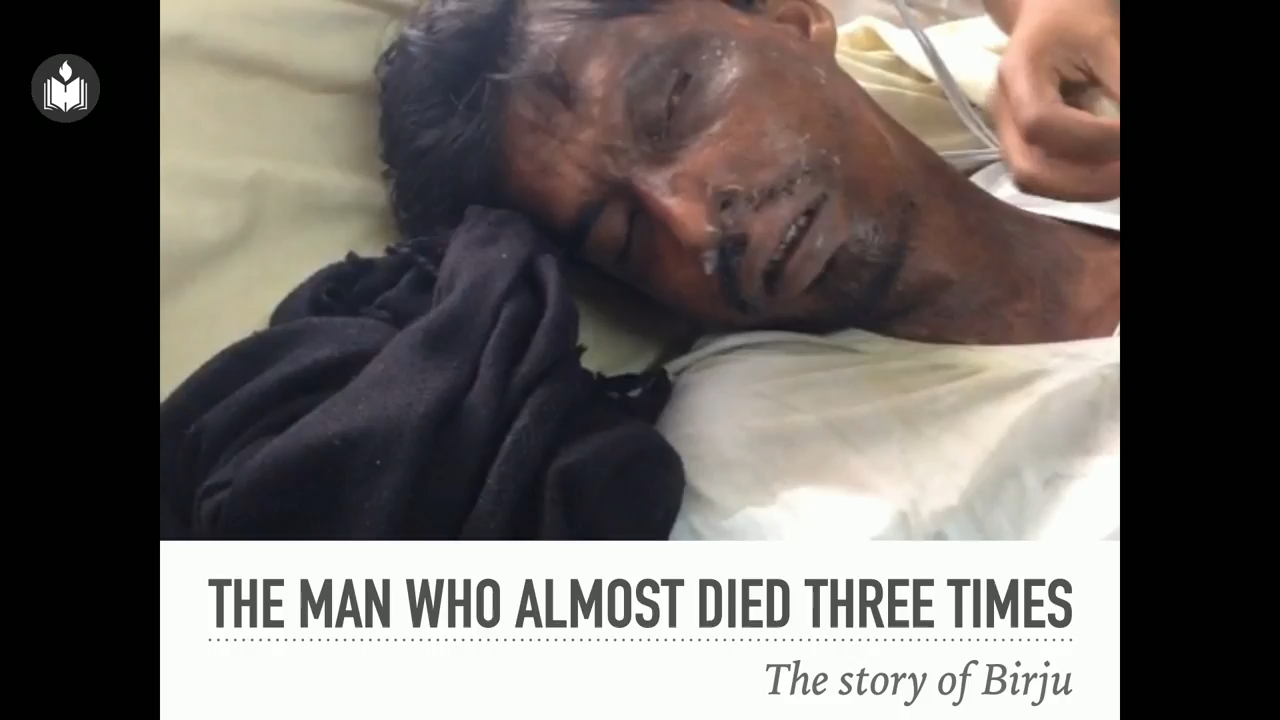 THE MAN WHO ALMOST DIED THREE TIMES
The story of Birju